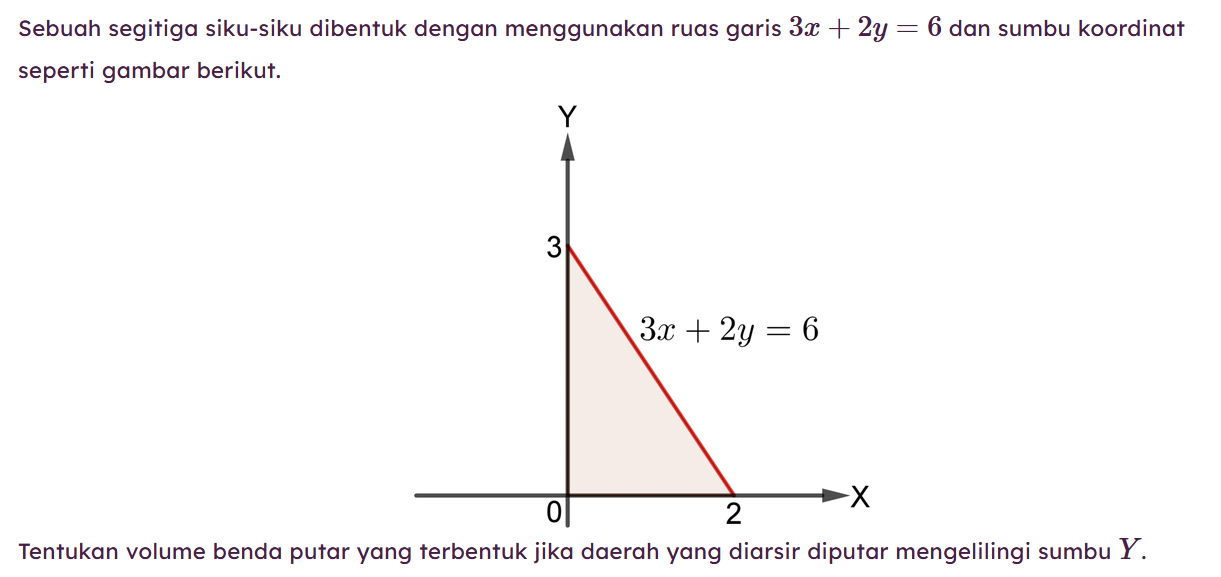 Sebuah segitiga siku-siku dibentuk dengan menggunakan ruas garis 3x + 2y = 6 dan sumbu koordinat
seperti gambar berikut.
Y
3
3x + 2y = 6
X
0
2
Tentukan volume benda putar yang terbentuk jika daerah yang diarsir diputar mengelilingi sumbu Y.